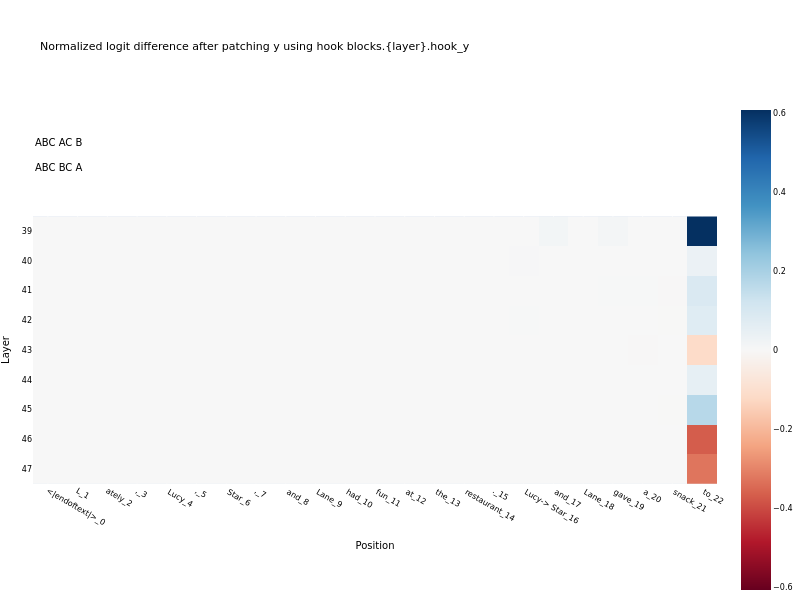 Normalized logit difference after patching y using hook blocks.{layer}.hook_y
ABC AC B
ABC BC A
0.6
0.4
0.2
0
−0.2
−0.4
−0.6
Layer
39
40
41
42
43
44
45
46
47
<|endoftext|>_0
L_1
ately_2
,_3
Lucy_4
,_5
Star_6
,_7
and_8
Lane_9
had_10
fun_11
at_12
the_13
restaurant_14
._15
Lucy-> Star_16
and_17
Lane_18
gave_19
a_20
snack_21
to_22
Position